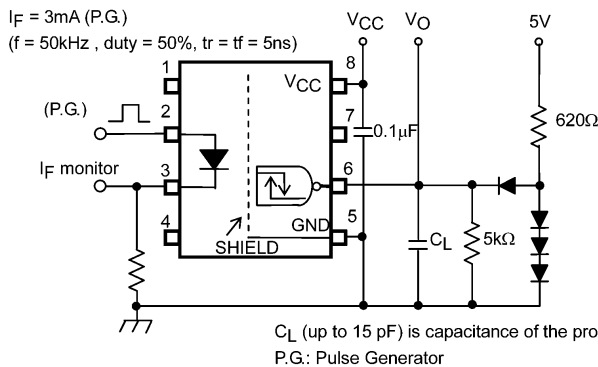 IF = 3mA (P.G.)
(f = 50kHz , duty = 50%, tr = tf = 5ns)
VCC
VO
5V
1
8
VCC
(P.G.)
2
7
0.1μF
620Ω
IF monitor
3
6
4
GND
5
SHIELD
CL
5kΩ
CL (up to 15 pF) is capacitance of the pro
P.G.: Pulse Generator